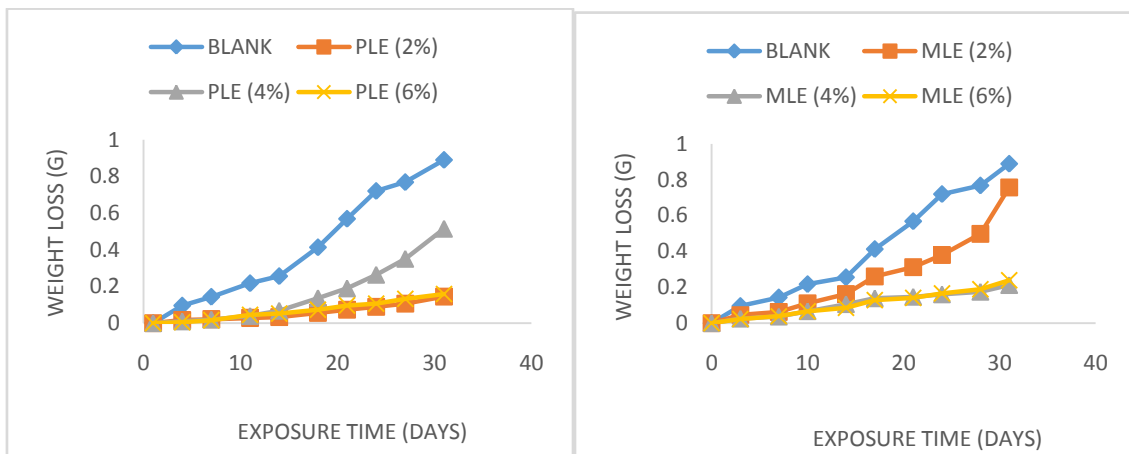 BLANK PLE (2%)
PLE (4%) PLE (6%)
WEIGHT LOSS (G)
1
0.8
0.6
0.4
0.2
0
0 10 20 30 40
EXPOSURE TIME (DAYS)
BLANK MLE (2%)
MLE (4%) MLE (6%)
WEIGHT LOSS (G)
1
0.8
0.6
0.4
0.2
0
0 10 20 30 40
EXPOSURE TIME (DAYS)